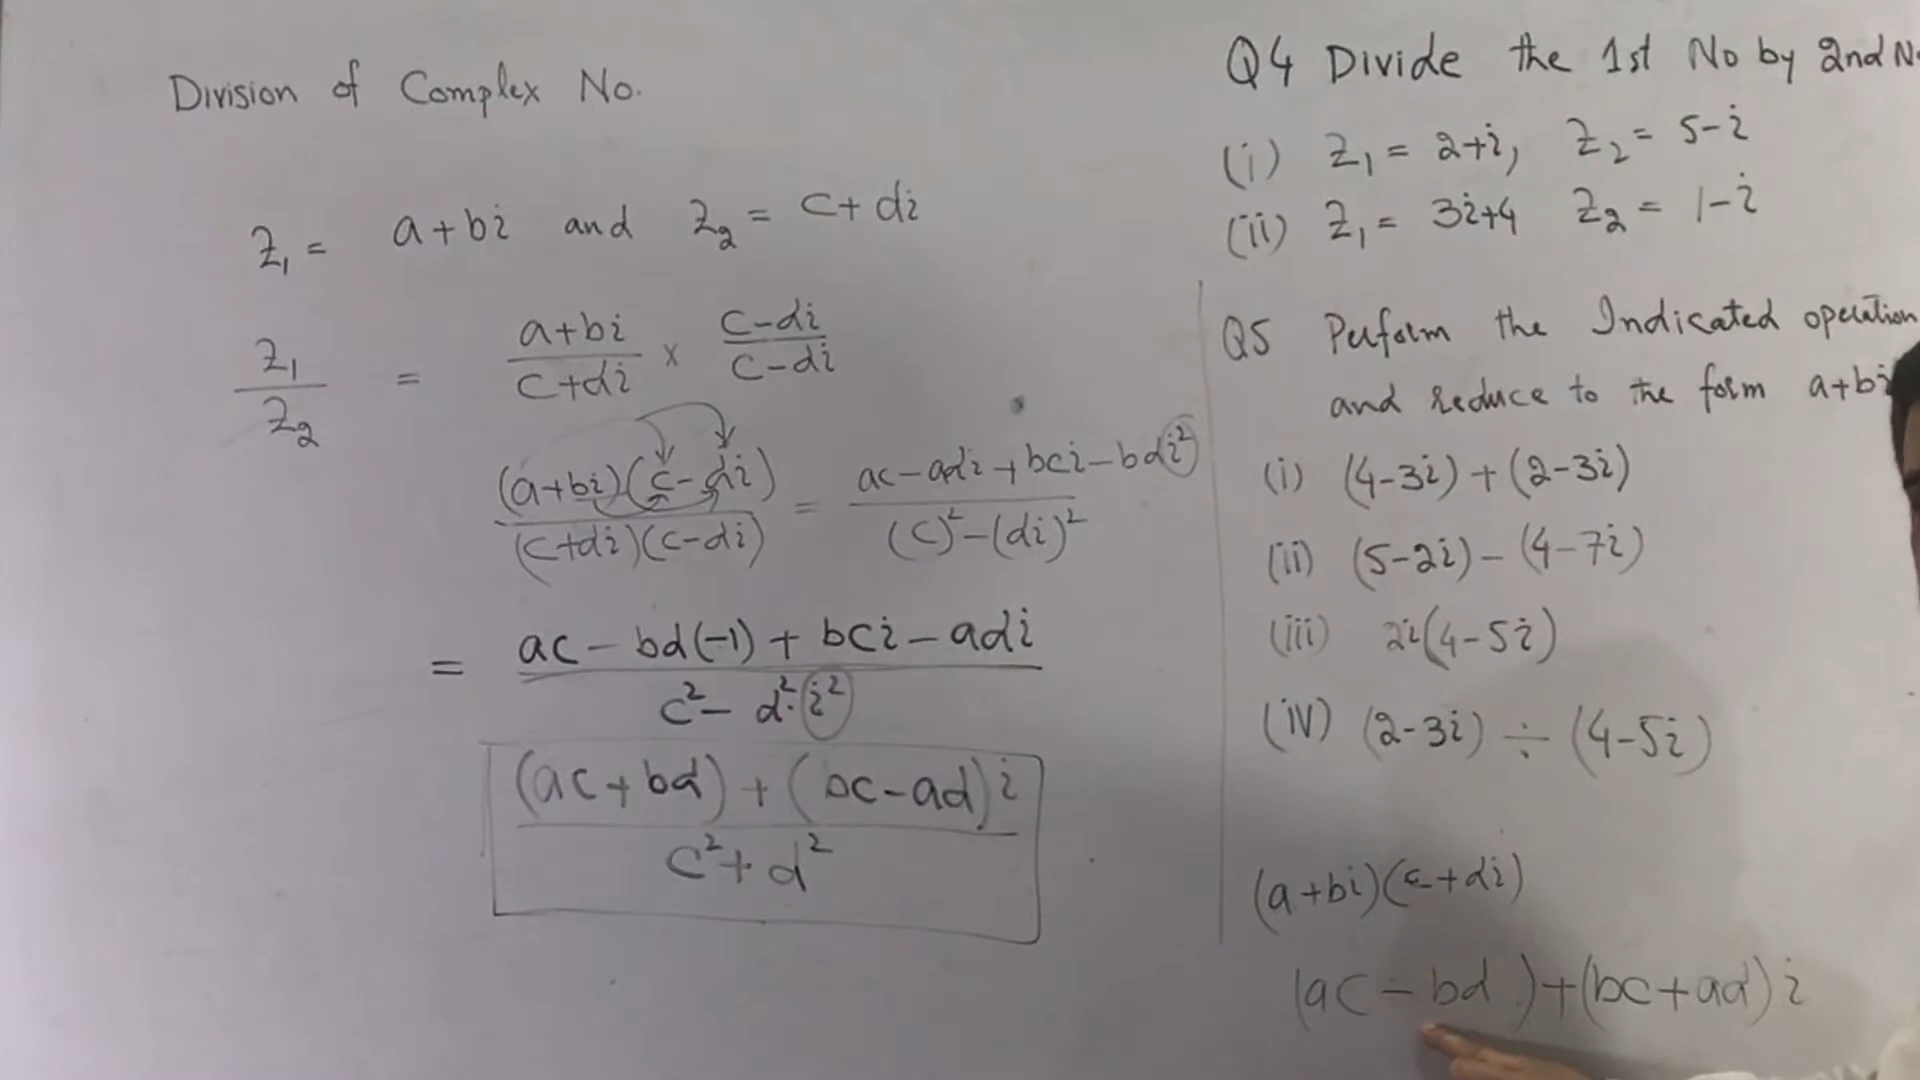 Division of Complex No.
Z₁ = a+bi and Z₂ = c+di
Z₁/Z₂ = (a+bi)/(c+di) × (c-di)/(c-di)
(a+bi)(c-di)/(c+di)(c-di) = (ac-adi+bci-bdi²)/((c)²-(di)²)
= (ac-bd(-1)+bci-adi)/(c²-d².i²)
((ac+bd)+(bc-ad)i)/(c²+d²)
Q4 Divide the 1st No by 2nd N
(i) Z₁ = 2+i, Z₂ = 5-i
(ii) Z₁ = 3i+4 Z₂ = 1-i
Q5 Perform the Indicated operation
and reduce to the form a+bi
(i) (4-3i)+(2-3i)
(ii) (5-2i)-(4-7i)
(iii) 2i(4-5i)
(iv) (2-3i)÷(4-5i)
(a+bi)(c+di)
(ac-bd)+(bc+ad)i